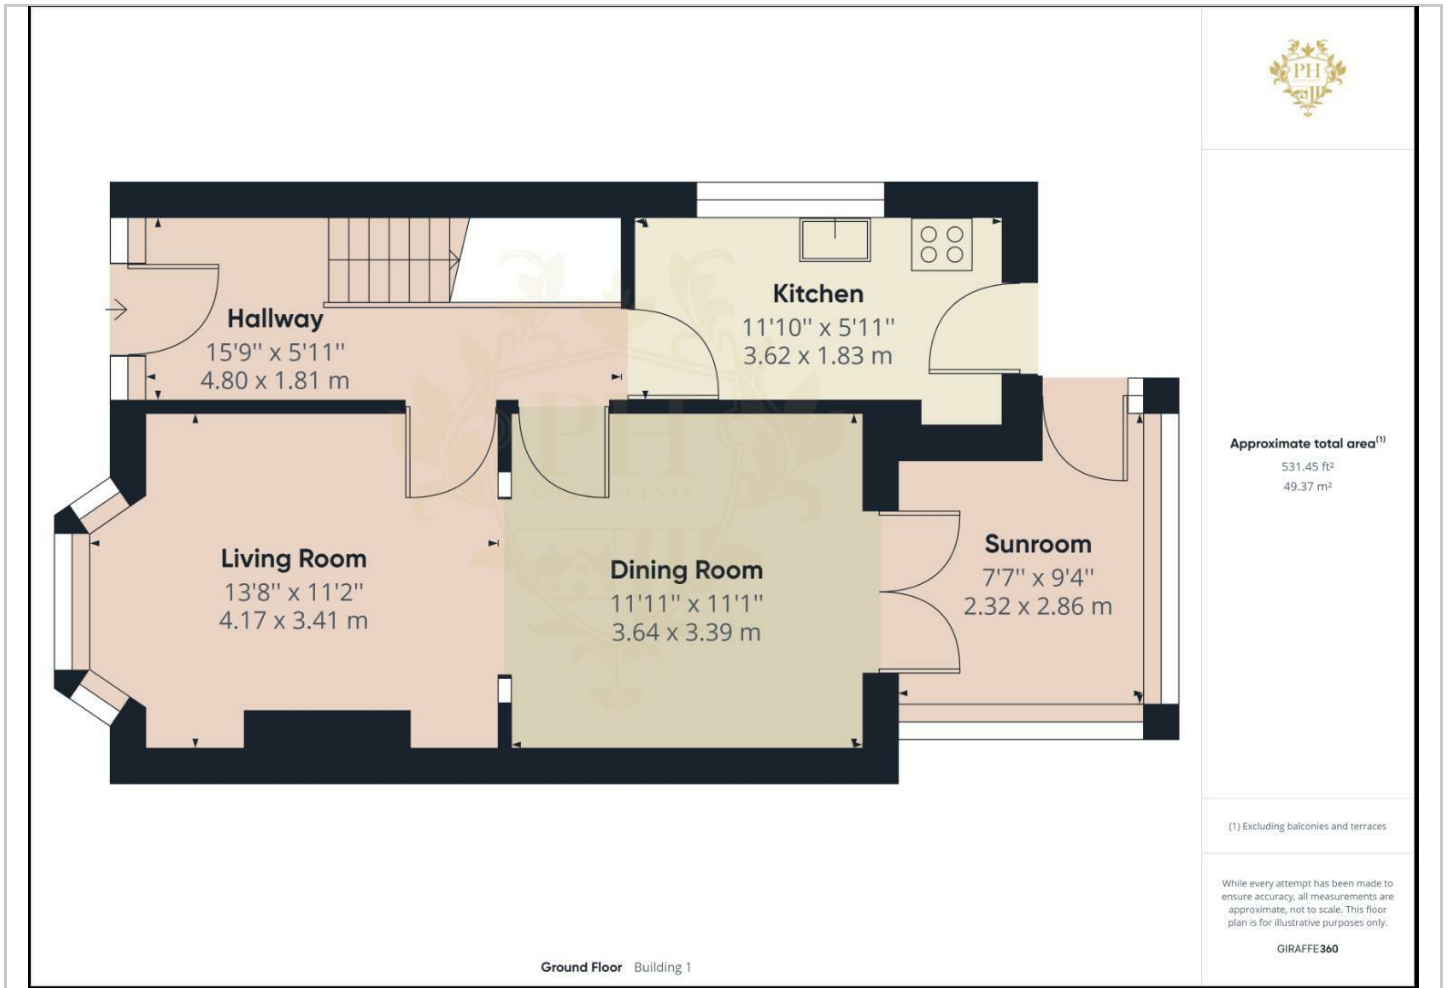 PH
Kitchen
11'10'' x 5'11''
3.62 x 1.83 m
Hallway
15'9'' x 5'11''
4.80 x 1.81 m
Living Room
13'8'' x 11'2''
4.17 x 3.41 m
Dining Room
11'11'' x 11'1''
3.64 x 3.39 m
Sunroom
7'7'' x 9'4''
2.32 x 2.86 m
PH
ESTATE AGENTS
Approximate total area(1)
531.45 ft²
49.37 m²
(1) Excluding balconies and terraces
While every attempt has been made to
ensure accuracy, all measurements are
approximate, not to scale. This floor
plan is for illustrative purposes only.
GIRAFFE360
Ground Floor Building 1